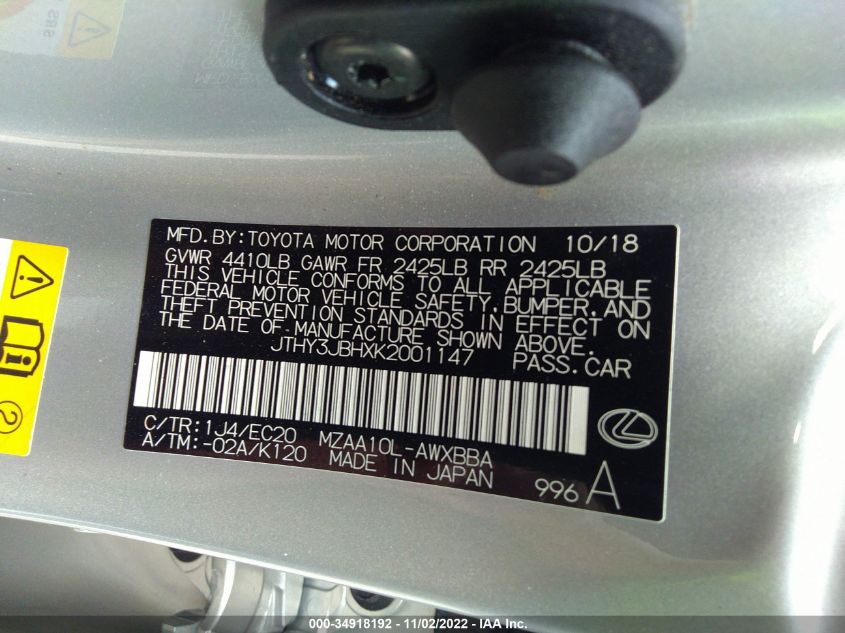 MFD.BY:TOYOTA MOTOR CORPORATION 10/18
GVWR 4410LB GAWR FR 2425LB RR 2425LB
THIS VEHICLE CONFORMS TO ALL APPLICABLE
FEDERAL MOTOR VEHICLE SAFETY,BUMPER,AND
THEFT PREVENTION STANDARDS IN EFFECT ON
THE DATE OF MANUFACTURE SHOWN ABOVE.
JTHY3JBHXK2001147 PASS.CAR
C/TR:1J4/EC20 MZAA10L-AWXBBA
A/TM:-02A/K120 MADE IN JAPAN
996 A
000-34918192 - 11/02/2022 - IAA Inc.